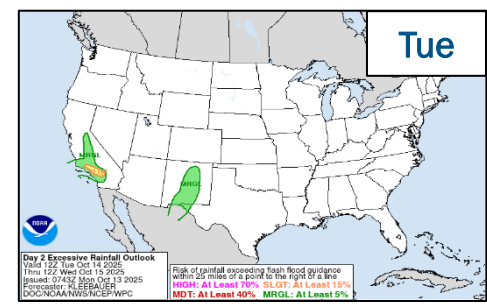 Tue
MRGL
SLGT
MRGL
NOAA
Day 2 Excessive Rainfall Outlook
Valid 12Z Tue Oct 14 2025
Thru 12Z Wed Oct 15 2025
Issued: 0743Z Mon Oct 13 2025
Forecaster: KLEEBAUER
DOC/NOAA/NWS/NCEP/WPC
Risk of rainfall exceeding flash flood guidance
within 25 miles of a point to the right of a line
HIGH: At Least 70% SLGT: At Least 15%
MDT: At Least 40% MRGL: At Least 5%